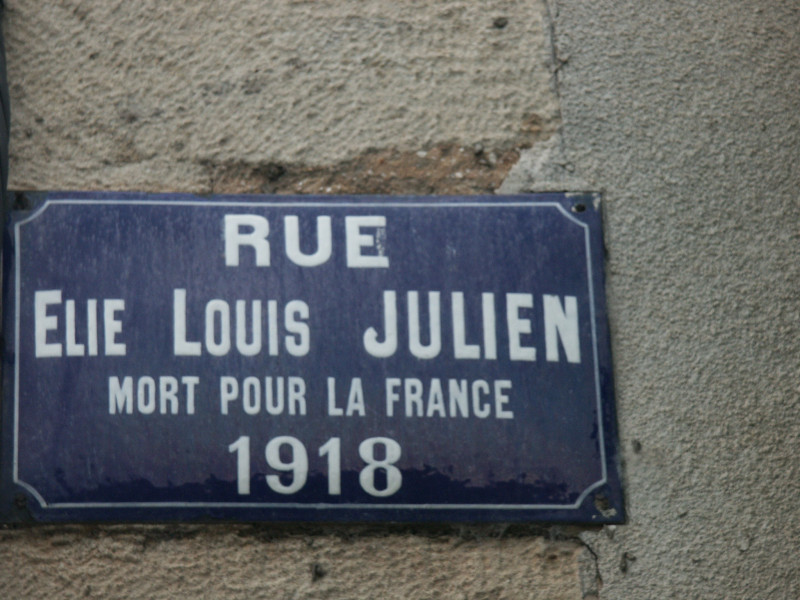 RUE
ELIE LOUIS JULIEN
MORT POUR LA FRANCE
1918